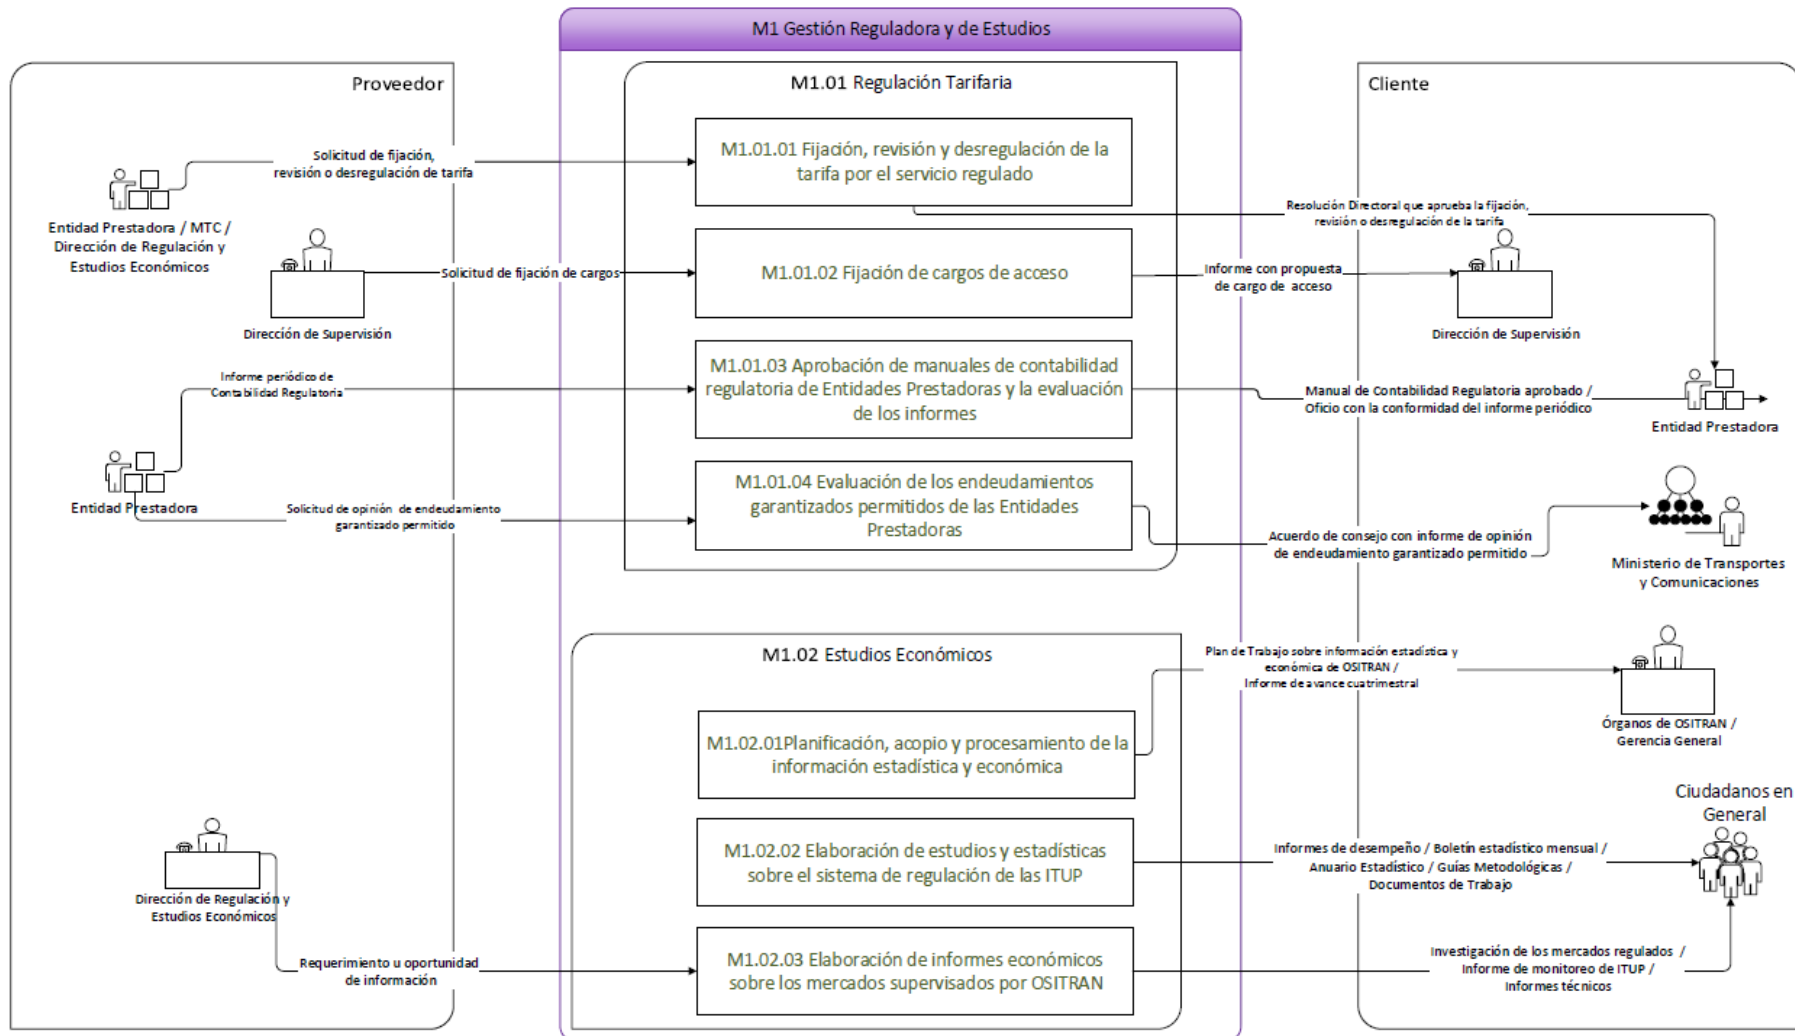 M1 Gestión Reguladora y de Estudios
Proveedor
M1.01 Regulación Tarifaria
Cliente
Solicitud de fijación,
revisión o desregulación de tarifa
M1.01.01 Fijación, revisión y desregulación de la
tarifa por el servicio regulado
Entidad Prestadora / MTC /
Dirección de Regulación y
Estudios Económicos
Resolución Directoral que aprueba la fijación,
revisión o desregulación de la tarifa
Solicitud de fijación de cargos
M1.01.02 Fijación de cargos de acceso
Informe con propuesta
de cargo de acceso
Dirección de Supervisión
Dirección de Supervisión
Informe periódico de
Contabilidad Regulatoria
M1.01.03 Aprobación de manuales de contabilidad
regulatoria de Entidades Prestadoras y la evaluación
de los informes
Manual de Contabilidad Regulatoria aprobado /
Oficio con la conformidad del informe periódico
Entidad Prestadora
Entidad Prestadora
Solicitud de opinión de endeudamiento
garantizado permitido
M1.01.04 Evaluación de los endeudamientos
garantizados permitidos de las Entidades
Prestadoras
Acuerdo de consejo con informe de opinión
de endeudamiento garantizado permitido
Ministerio de Transportes
y Comunicaciones
M1.02 Estudios Económicos
Plan de Trabajo sobre información estadística y
económica de OSITRAN /
Informe de avance cuatrimestral
Órganos de OSITRAN /
Gerencia General
M1.02.01Planificación, acopio y procesamiento de la
información estadística y económica
Ciudadanos en
General
M1.02.02 Elaboración de estudios y estadísticas
sobre el sistema de regulación de las ITUP
Informes de desempeño / Boletín estadístico mensual /
Anuario Estadístico / Guías Metodológicas /
Documentos de Trabajo
Dirección de Regulación y
Estudios Económicos
Requerimiento u oportunidad
de información
M1.02.03 Elaboración de informes económicos
sobre los mercados supervisados por OSITRAN
Investigación de los mercados regulados /
Informe de monitoreo de ITUP /
Informes técnicos